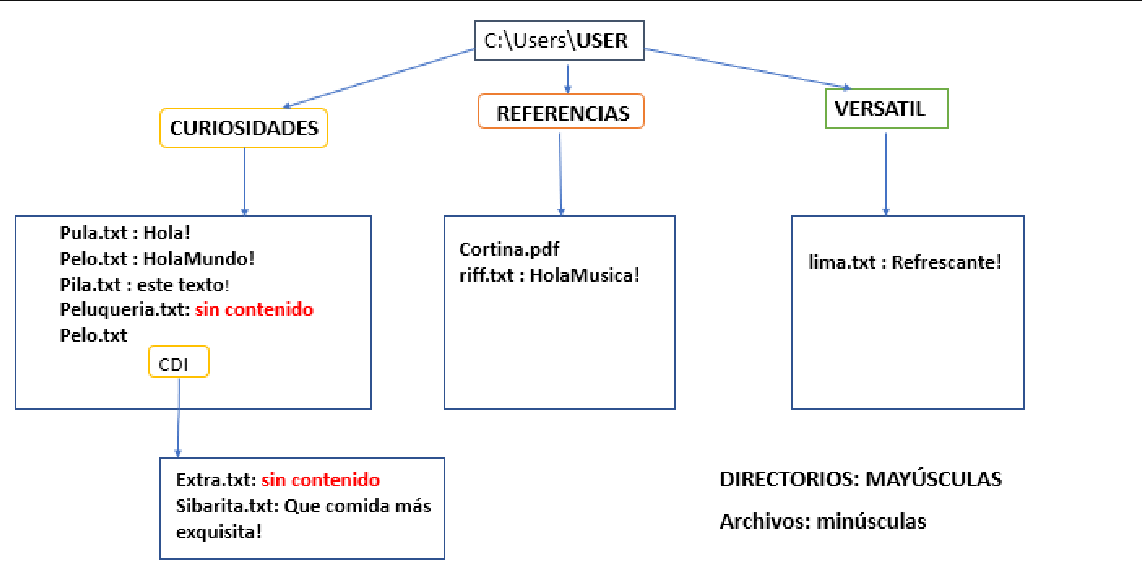 C:\Users\USER
CURIOSIDADES
REFERENCIAS
VERSATIL
Pula.txt : Hola!
Pelo.txt : HolaMundo!
Pila.txt : este texto!
Peluqueria.txt: sin contenido
Pelo.txt
CDI
Cortina.pdf
riff.txt : HolaMusica!
lima.txt : Refrescante!
Extra.txt: sin contenido
Sibarita.txt: Que comida más
exquisita!
DIRECTORIOS: MAYÚSCULAS
Archivos: minúsculas